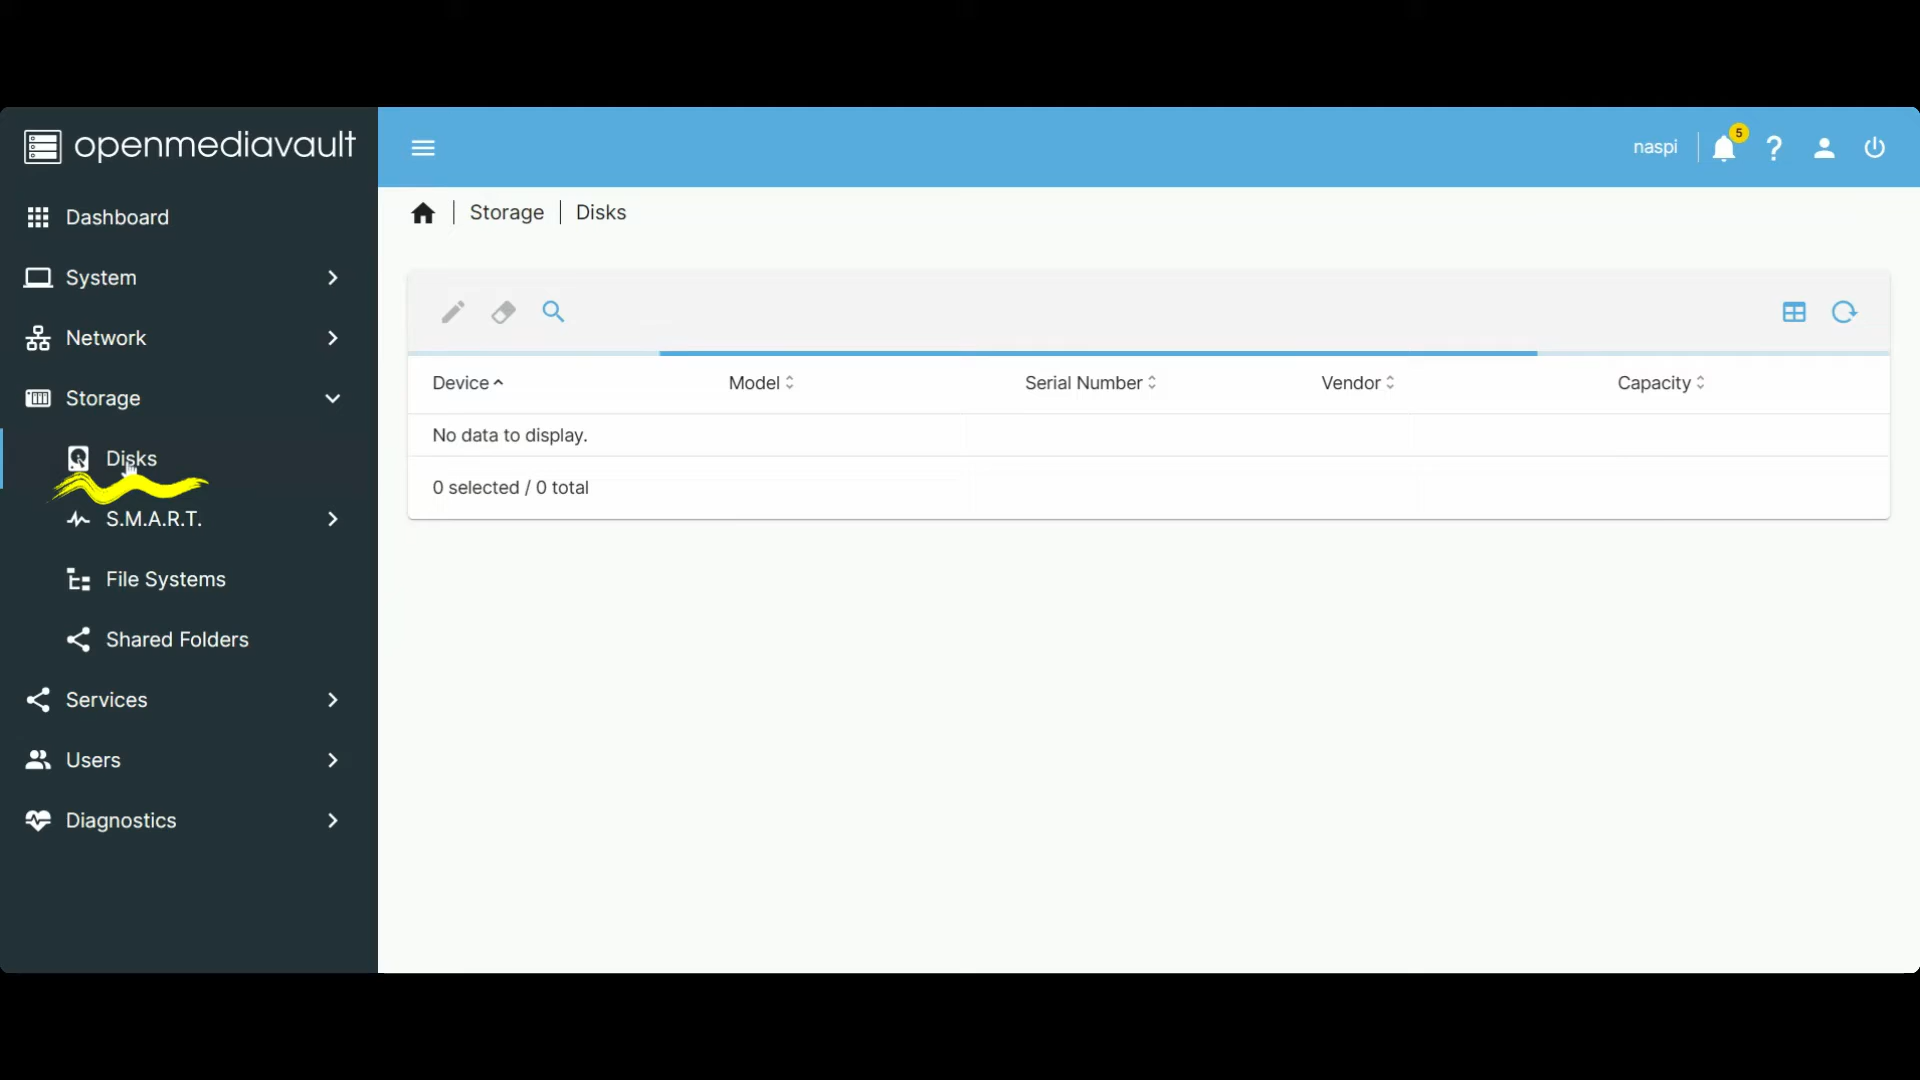 openmediavault
naspi
5
?
Dashboard
System
Network
Storage
Disks
S.M.A.R.T.
File Systems
Shared Folders
Services
Users
Diagnostics
Storage | Disks
Device Model Serial Number Vendor Capacity
No data to display.
0 selected / 0 total